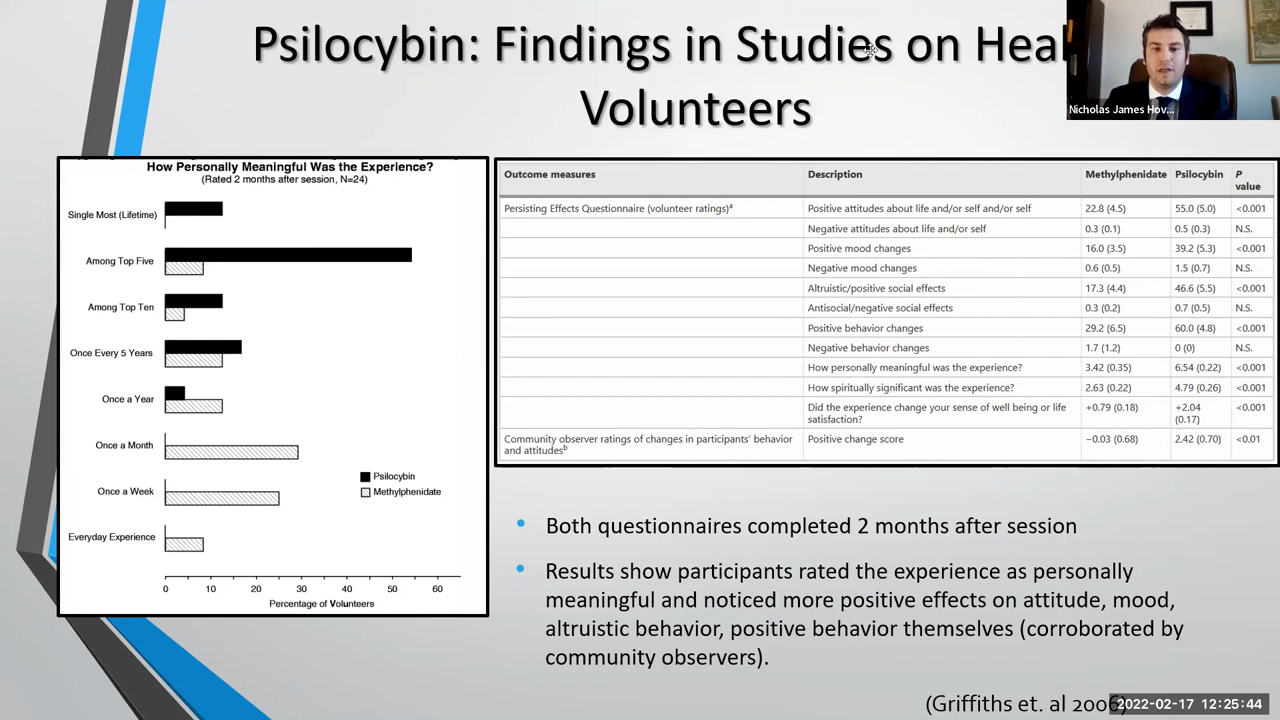 Psilocybin: Findings in Studies on Heal
Volunteers
Nicholas James Hov...
How Personally Meaningful Was the Experience?
(Rated 2 months after session, N=24)
Single Most (Lifetime)
Among Top Five
Among Top Ten
Once Every 5 Years
Once a Year
Once a Month
Once a Week
Everyday Experience
Psilocybin
Methylphenidate
0 10 20 30 40 50 60
Percentage of Volunteers
Outcome measures Description Methylphenidate Psilocybin P value
Persisting Effects Questionnaire (volunteer ratings)a Positive attitudes about life and/or self and/or self 22.8 (4.5) 55.0 (5.0) <0.001
Negative attitudes about life and/or self 0.3 (0.1) 0.5 (0.3) N.S.
Positive mood changes 16.0 (3.5) 39.2 (5.3) <0.001
Negative mood changes 0.6 (0.5) 1.5 (0.7) N.S.
Altruistic/positive social effects 17.3 (4.4) 46.6 (5.5) <0.001
Antisocial/negative social effects 0.3 (0.2) 0.7 (0.5) N.S.
Positive behavior changes 29.2 (6.5) 60.0 (4.8) <0.001
Negative behavior changes 1.7 (1.2) 0 (0) N.S.
How personally meaningful was the experience? 3.42 (0.35) 6.54 (0.22) <0.001
How spiritually significant was the experience? 2.63 (0.22) 4.79 (0.26) <0.001
Did the experience change your sense of well being or life +0.79 (0.18) +2.04 <0.001
satisfaction? (0.17)
Community observer ratings of changes in participants' behavior Positive change score −0.03 (0.68) 2.42 (0.70) <0.01
and attitudesb
• Both questionnaires completed 2 months after session
• Results show participants rated the experience as personally
meaningful and noticed more positive effects on attitude, mood,
altruistic behavior, positive behavior themselves (corroborated by
community observers).
(Griffiths et. al 2006)
2022-02-17 12:25:44